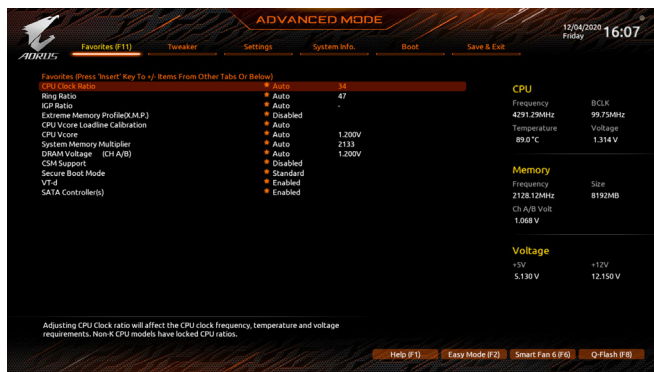 ADVANCED MODE
12/04/2020 Friday 16:07
AORUS
Favorites (F11) Tweaker Settings System Info. Boot Save & Exit
Favorites (Press 'Insert' Key To +/- Items From Other Tabs Or Below)
CPU Clock Ratio Auto 34
Ring Ratio Auto 47
IGP Ratio Auto -
Extreme Memory Profile(X.M.P.) Disabled
CPU Vcore Loadline Calibration Auto
CPU Vcore Auto 1.200V
System Memory Multiplier Auto 2133
DRAM Voltage (CH A/B) Auto 1.200V
CSM Support Disabled
Secure Boot Mode Standard
VT-d Enabled
SATA Controller(s) Enabled
CPU
Frequency BCLK
4291.29MHz 99.75MHz
Temperature Voltage
89.0 °C 1.314 V
Memory
Frequency Size
2128.12MHz 8192MB
Ch A/B Volt
1.068 V
Voltage
+5V +12V
5.130 V 12.150 V
Adjusting CPU Clock ratio will affect the CPU clock frequency, temperature and voltage
requirements. Non-K CPU models have locked CPU ratios.
Help (F1) Easy Mode (F2) Smart Fan 6 (F6) Q-Flash (F8)